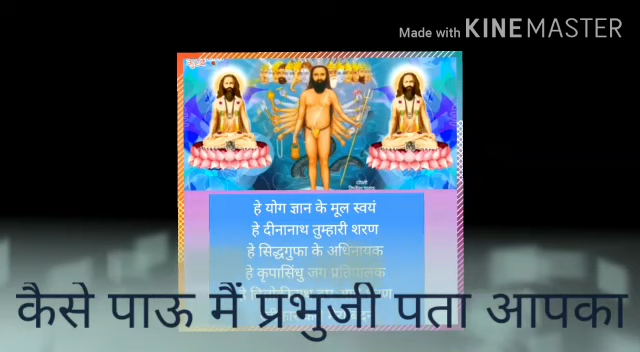 Made with KINEMASTER
हे योग ज्ञान के मूल स्वयं
हे दीनानाथ तुम्हारी शरण
हे सिद्धगुफा के अधिनायक
हे कृपासिंधु जग प्रतिपालक
कैसे पाऊ मैं प्रभुजी पता आपका